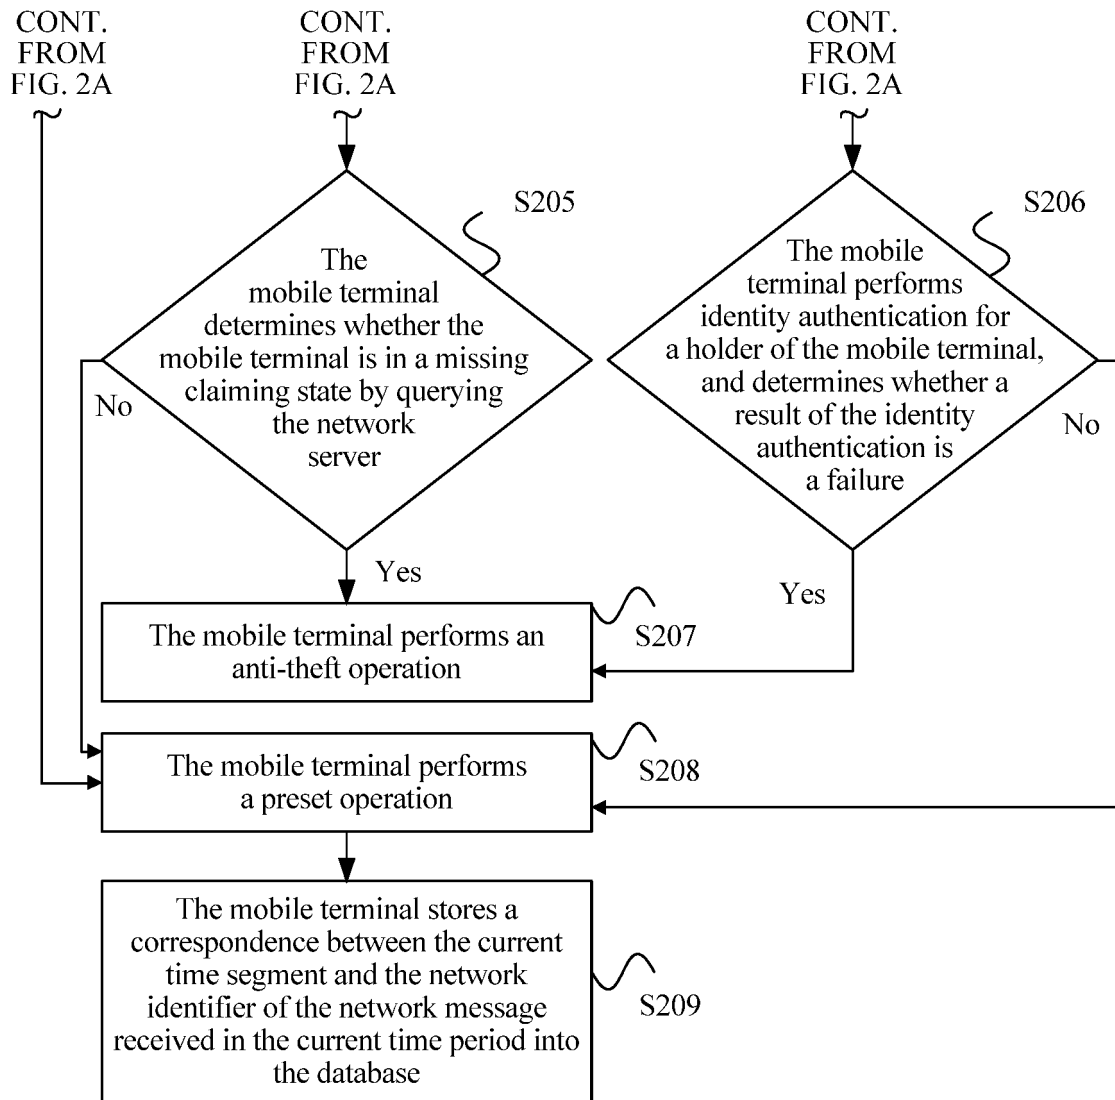 CONT.
FROM
FIG. 2A
CONT.
FROM
FIG. 2A
CONT.
FROM
FIG. 2A
S205
The
mobile terminal
determines whether the
mobile terminal is in a missing
claiming state by querying
the network
server
No
Yes
S206
The mobile
terminal performs
identity authentication for
a holder of the mobile terminal,
and determines whether a
result of the identity
authentication is
a failure
No
Yes
The mobile terminal performs an
anti-theft operation
S207
The mobile terminal performs
a preset operation
S208
The mobile terminal stores a
correspondence between the current
time segment and the network
identifier of the network message
received in the current time period into
the database
S209